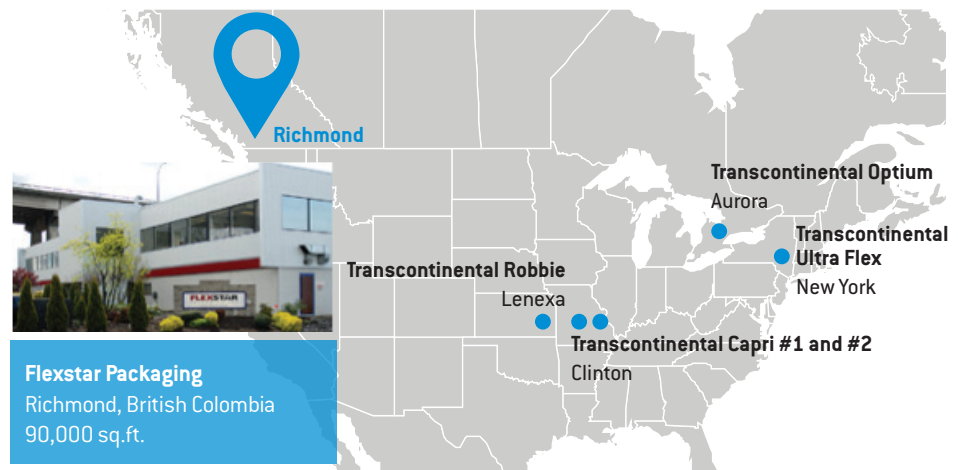 Richmond
Transcontinental Optium
Aurora
Transcontinental
Ultra Flex
New York
Transcontinental Robbie
Lenexa
Transcontinental Capri #1 and #2
Clinton
FLEXSTAR
Flexstar Packaging
Richmond, British Colombia
90,000 sq.ft.